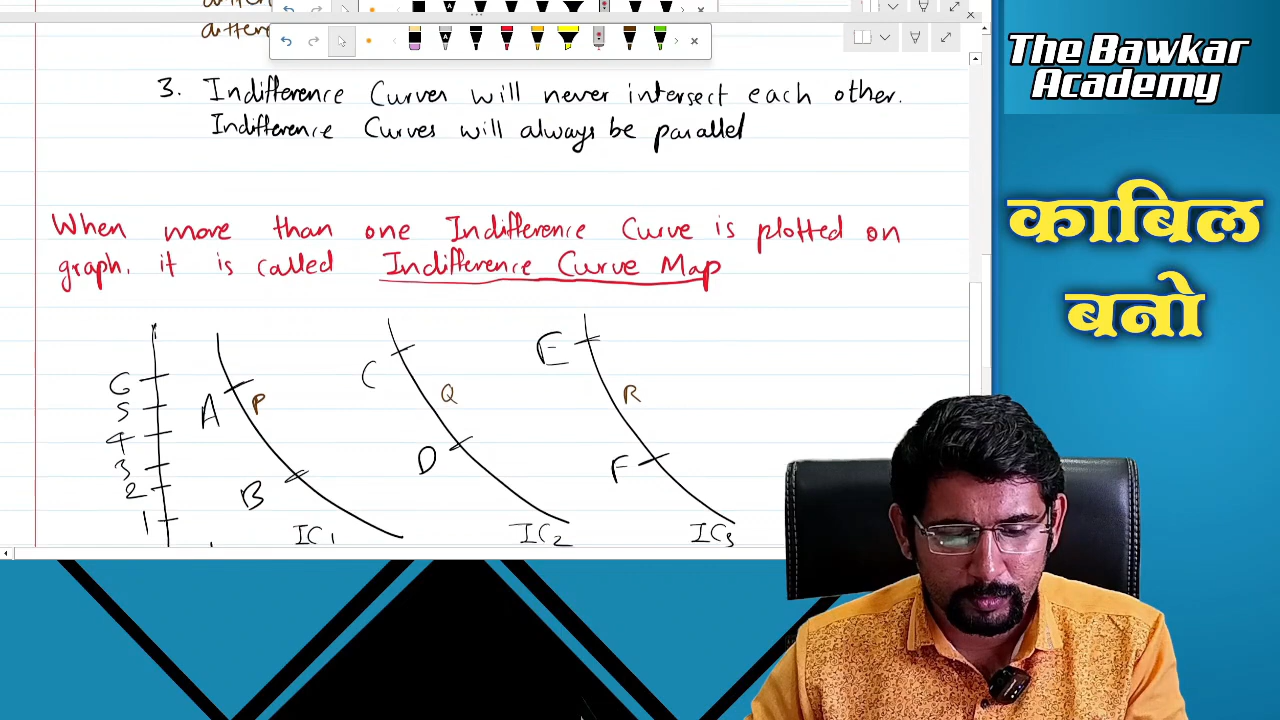 3. Indifference Curves will never intersect each other.
Indifference Curves will always be parallel
When more than one Indifference Curve is plotted on
graph. it is called Indifference Curve Map
6
5
4
3
2
1
A
P
B
IC1
C
Q
D
IC2
E
R
F
IC3
The Bawkar
Academy
काबिल
बनो